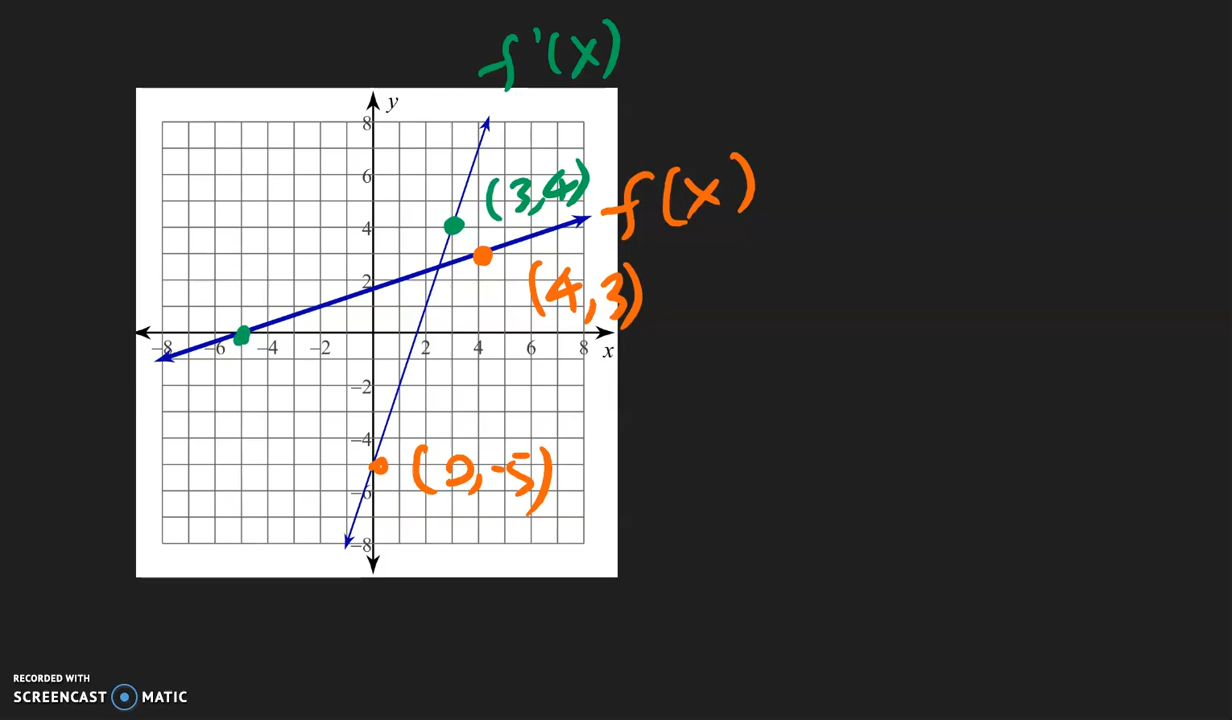 f'(x)
y
8
6
(3,4)
f(x)
4
2
(4,3)
-8 -6 -4 -2 2 4 6 8 x
-2
-4
(0,-5)
-6
-8
RECORDED WITH
SCREENCAST MATIC